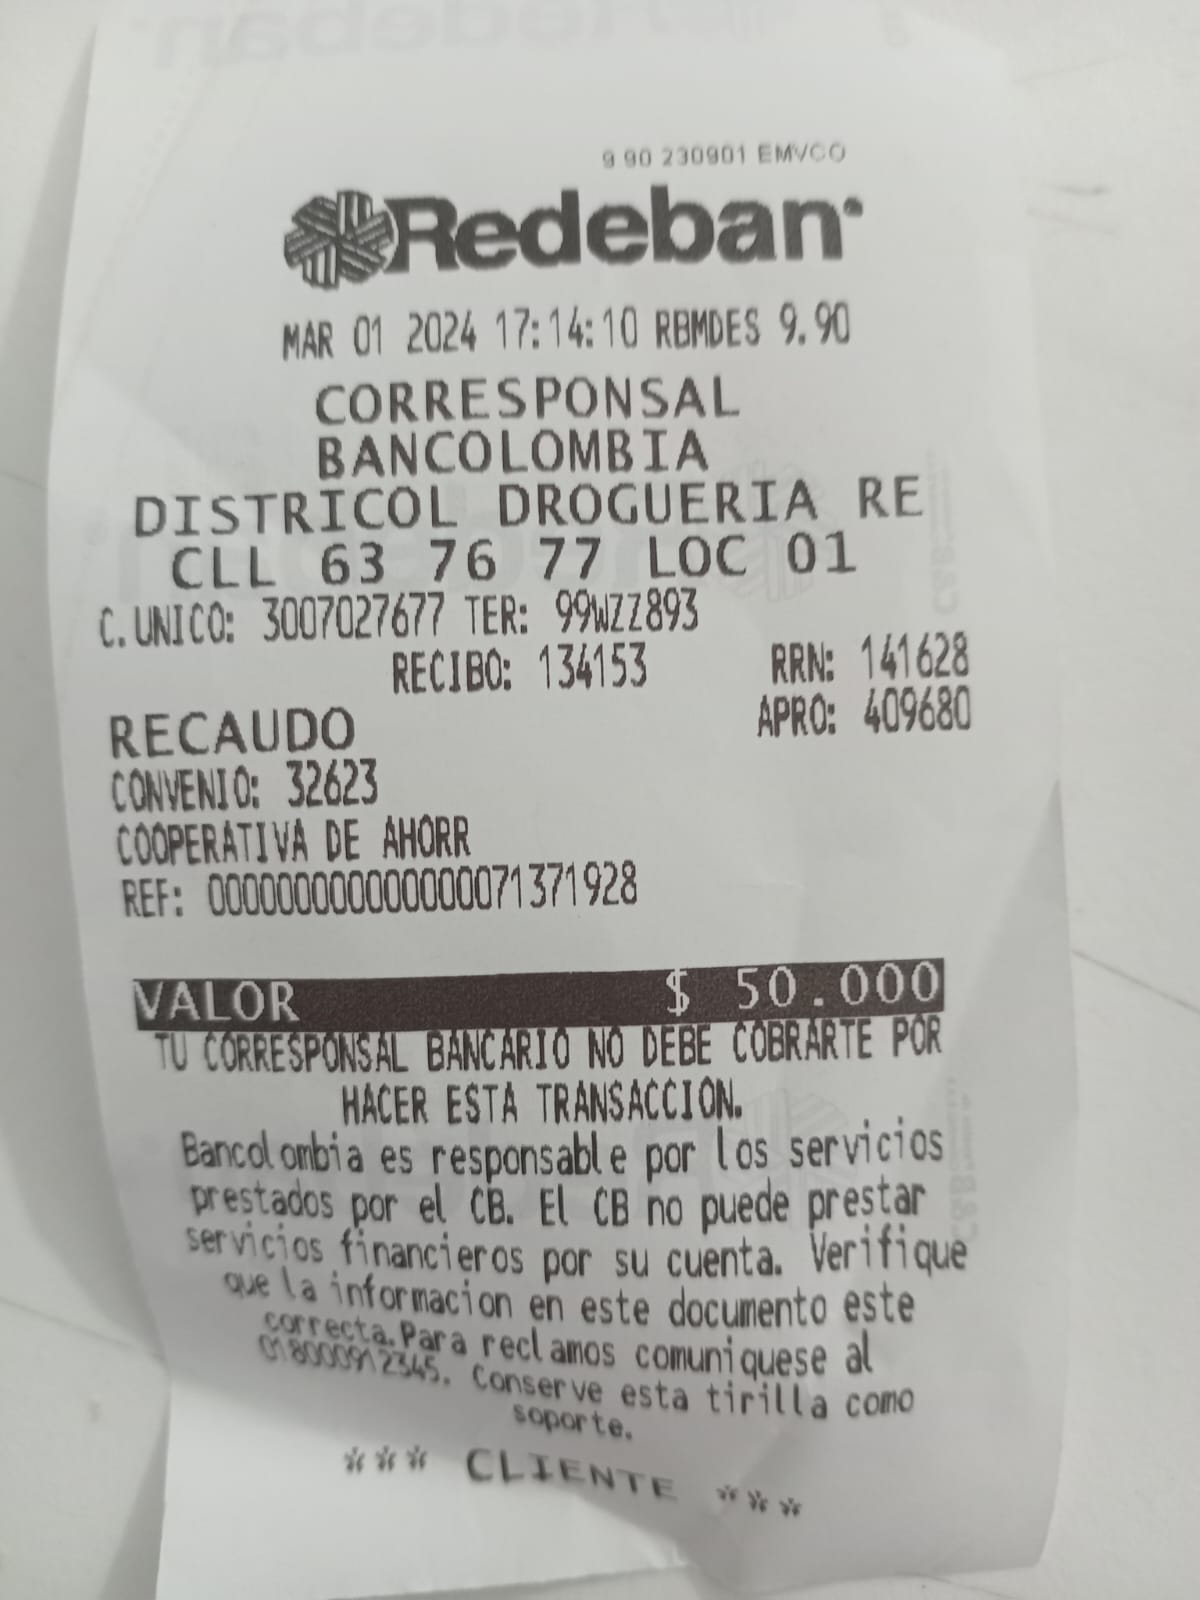 9 90 230901 EMVCO
Redeban
MAR 01 2024 17:14:10 RBMDES 9.90
CORRESPONSAL
BANCOLOMBIA
DISTRICOL DROGUERIA RE
CLL 63 76 77 LOC 01
C.UNICO: 3007027677 TER: 99WZZ893
RECIBO: 134153 RRN: 141628
RECAUDO APRO: 409680
CONVENIO: 32623
COOPERATIVA DE AHORR
REF: 000000000000000071371928
VALOR $ 50.000
TU CORRESPONSAL BANCARIO NO DEBE COBRARTE POR
HACER ESTA TRANSACCION.
Bancolombia es responsable por los servicios
prestados por el CB. El CB no puede prestar
servicios financieros por su cuenta. Verifique
que la informacion en este documento este
correcta.Para reclamos comuniquese al
018000912345. Conserve esta tirilla como
soporte.
*** CLIENTE ***